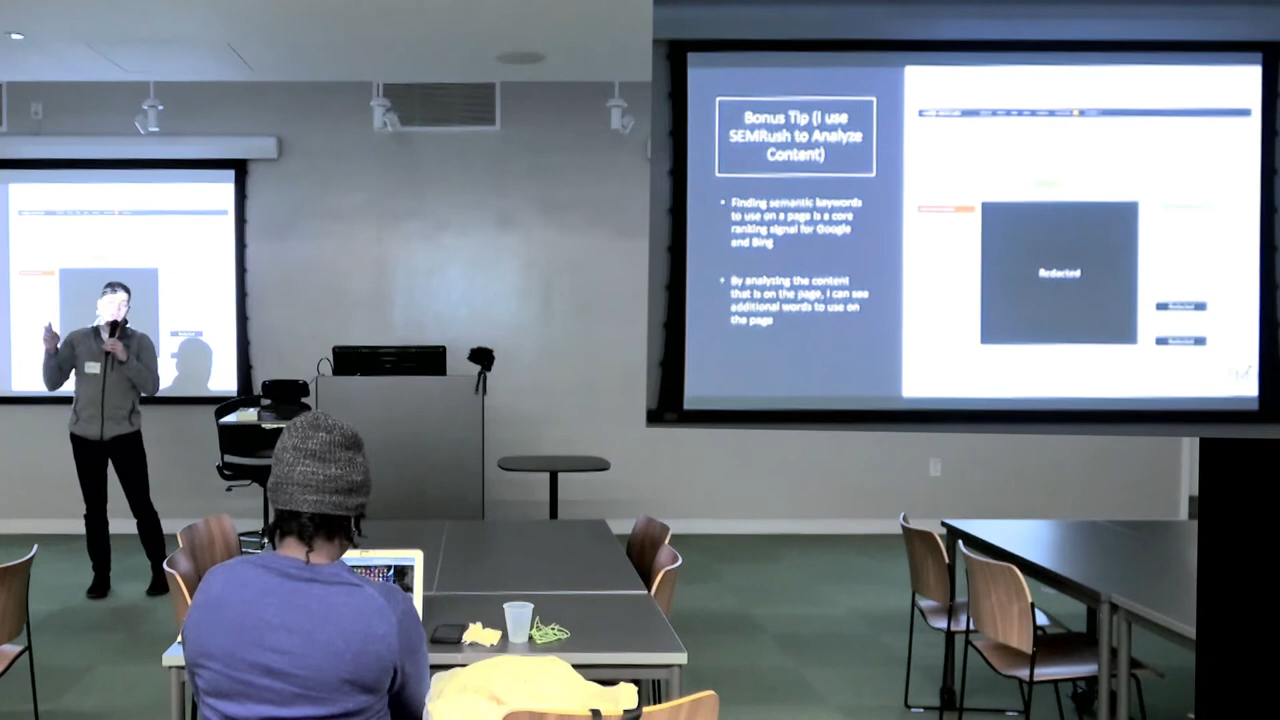 Bonus Tip (I use
SEMRush to Analyze
Content)
• Finding semantic keywords
to use on a page is a core
ranking signal for Google
and Bing
• By analyzing the content
that is on the page, I can see
additional words to use on
the page
Redacted
Redacted
Redacted